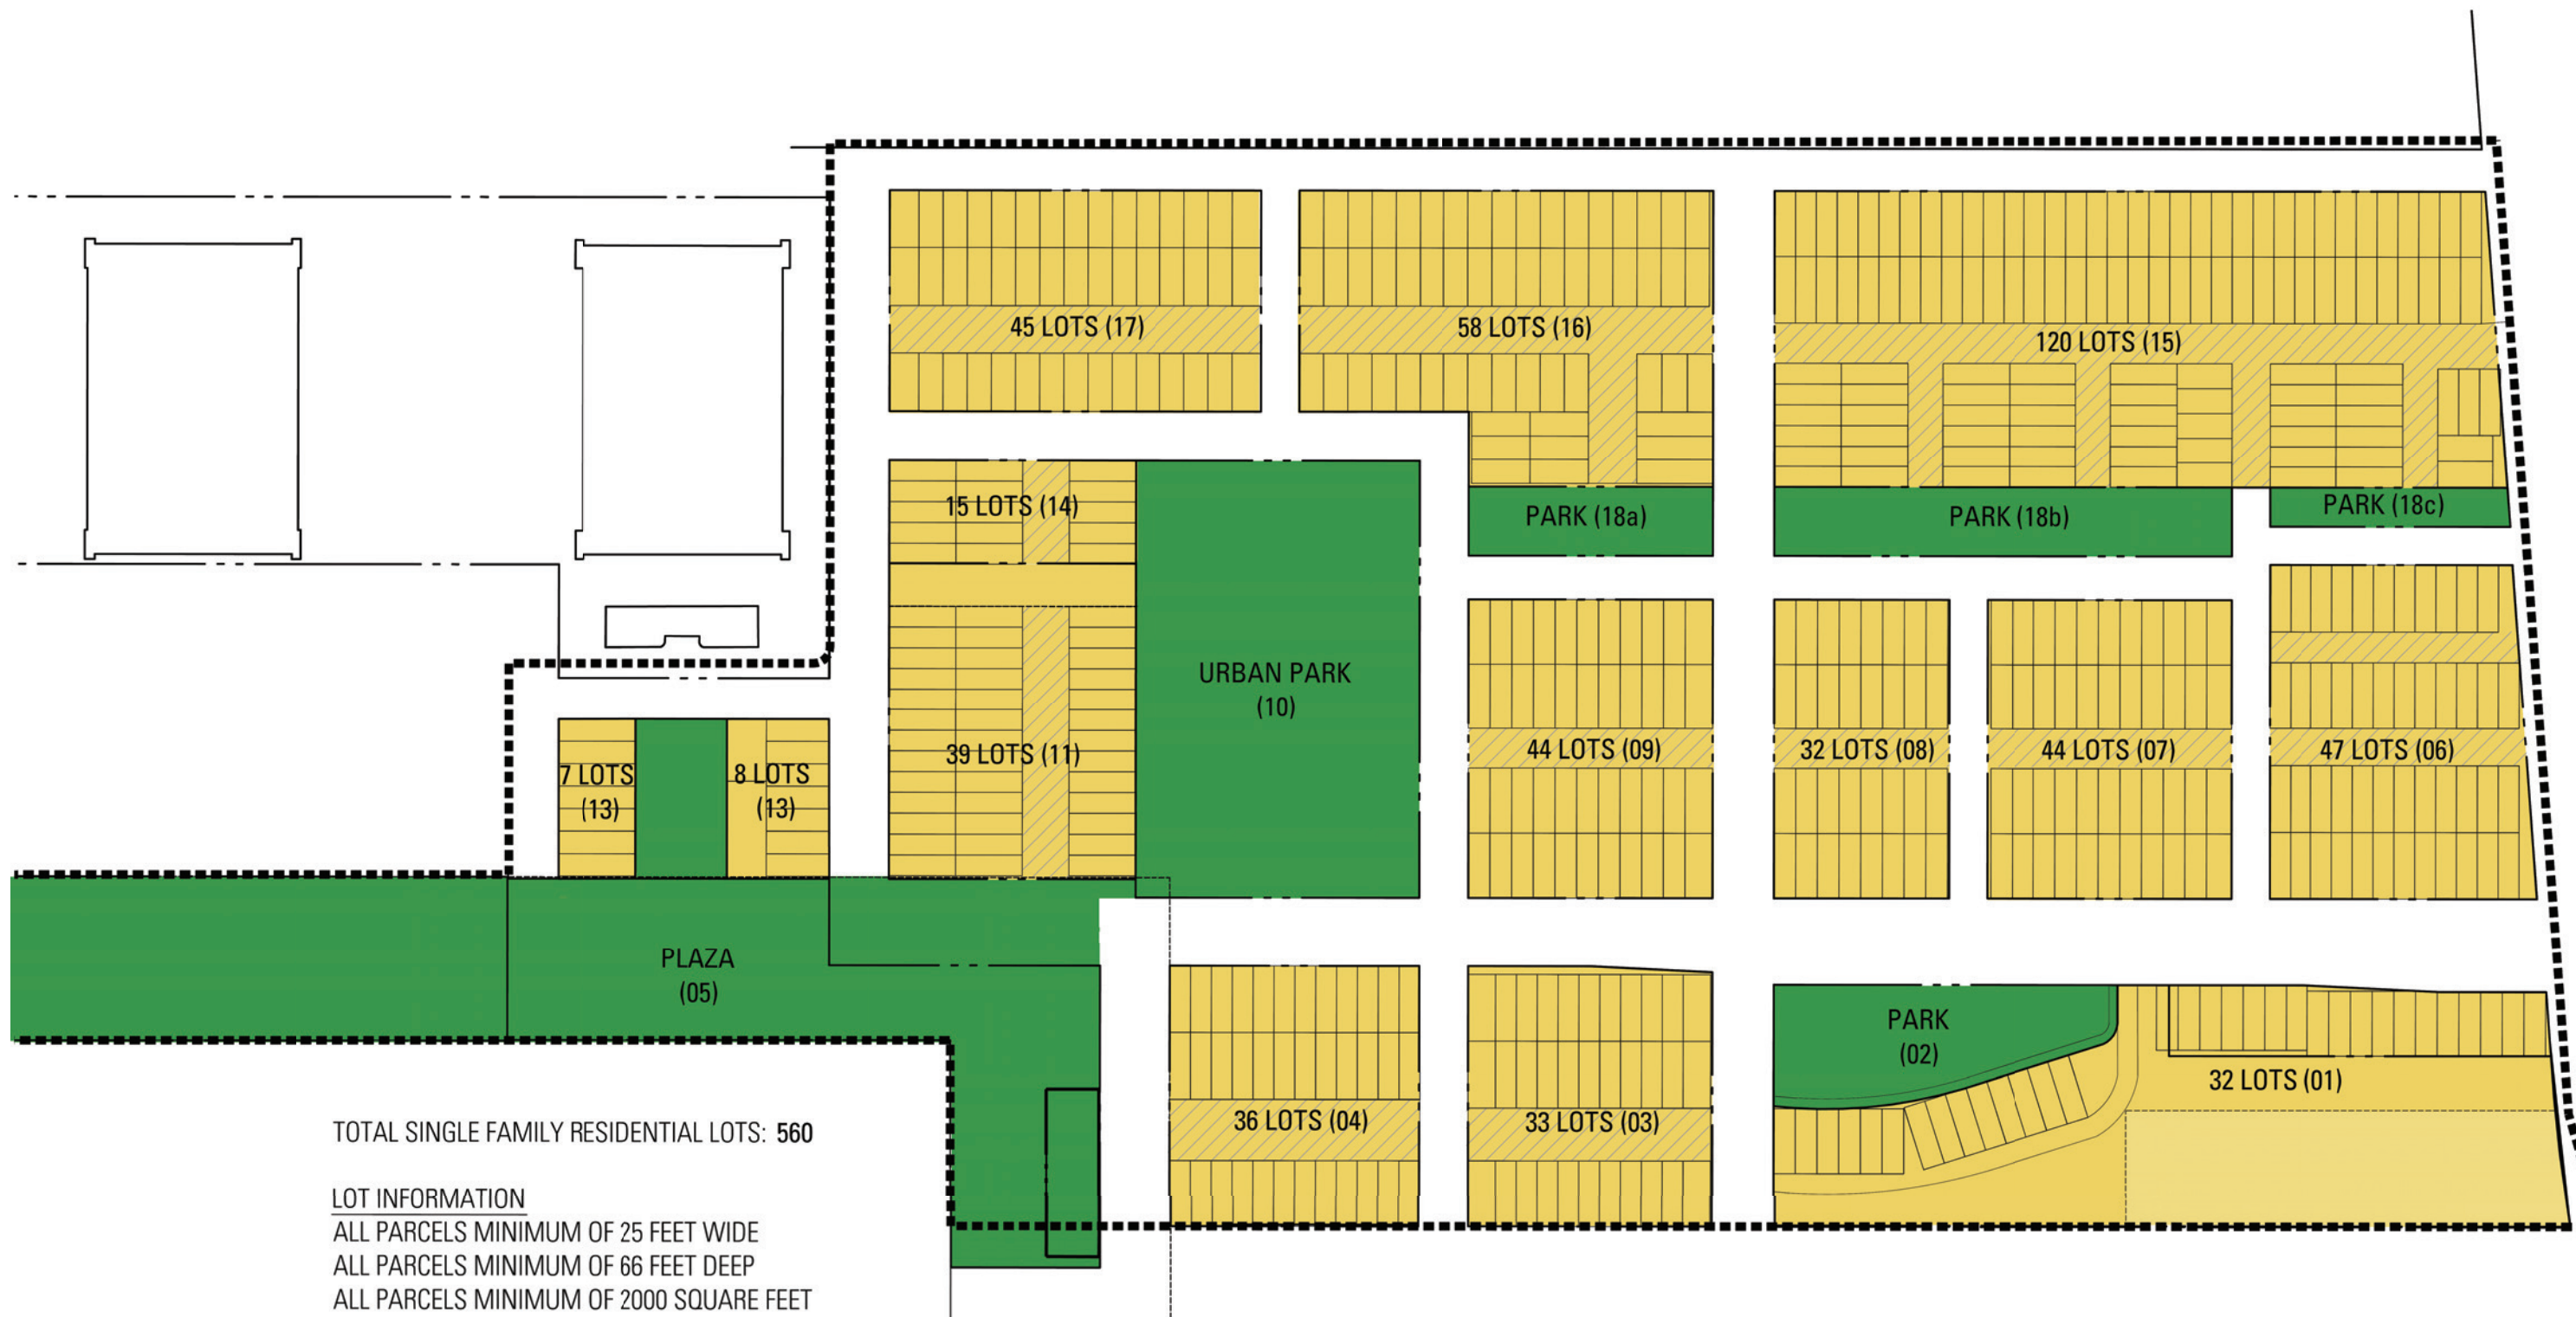 45 LOTS (17)
58 LOTS (16)
120 LOTS (15)
15 LOTS (14)
PARK (18a)
PARK (18b)
PARK (18c)
URBAN PARK
(10)
39 LOTS (11)
44 LOTS (09)
32 LOTS (08)
44 LOTS (07)
47 LOTS (06)
7 LOTS
(13)
8 LOTS
(13)
PLAZA
(05)
PARK
(02)
32 LOTS (01)
36 LOTS (04)
33 LOTS (03)
TOTAL SINGLE FAMILY RESIDENTIAL LOTS: 560
LOT INFORMATION
ALL PARCELS MINIMUM OF 25 FEET WIDE
ALL PARCELS MINIMUM OF 66 FEET DEEP
ALL PARCELS MINIMUM OF 2000 SQUARE FEET